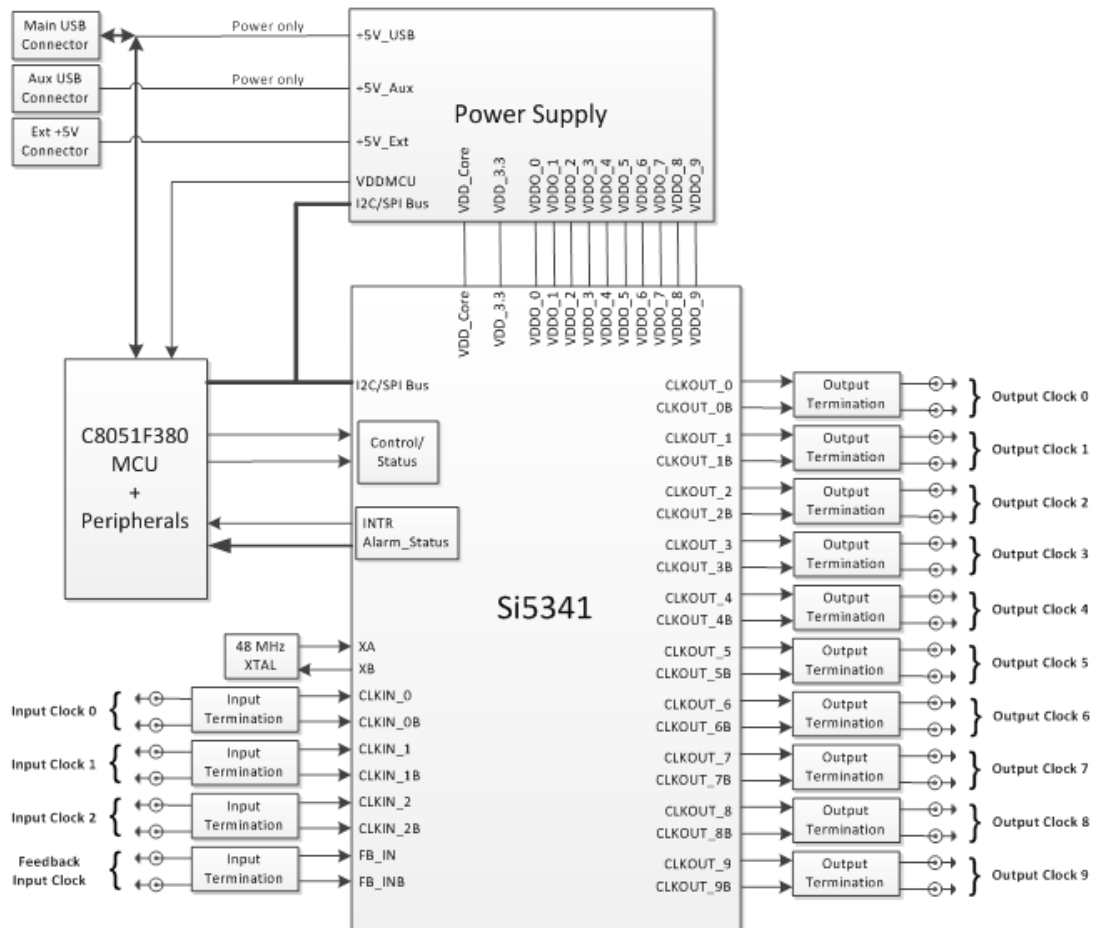 Main USB
Connector
Power only
+5V_USB
Aux USB
Connector
Power only
+5V_Aux
Ext +5V
Connector
+5V_Ext
Power Supply
VDDMCU
I2C/SPI Bus
VDD_Core
VDD_3.3
VDDO_0
VDDO_1
VDDO_2
VDDO_3
VDDO_4
VDDO_5
VDDO_6
VDDO_7
VDDO_8
VDDO_9
VDD_Core
VDD_3.3
VDDO_0
VDDO_1
VDDO_2
VDDO_3
VDDO_4
VDDO_5
VDDO_6
VDDO_7
VDDO_8
VDDO_9
C8051F380
MCU
+
Peripherals
I2C/SPI Bus
Control/
Status
INTR
Alarm_Status
Si5341
48 MHz
XTAL
XA
XB
Input Clock 0
Input
Termination
CLKIN_0
CLKIN_0B
Input Clock 1
Input
Termination
CLKIN_1
CLKIN_1B
Input Clock 2
Input
Termination
CLKIN_2
CLKIN_2B
Feedback
Input Clock
Input
Termination
FB_IN
FB_INB
CLKOUT_0
CLKOUT_0B
Output
Termination
Output Clock 0
CLKOUT_1
CLKOUT_1B
Output
Termination
Output Clock 1
CLKOUT_2
CLKOUT_2B
Output
Termination
Output Clock 2
CLKOUT_3
CLKOUT_3B
Output
Termination
Output Clock 3
CLKOUT_4
CLKOUT_4B
Output
Termination
Output Clock 4
CLKOUT_5
CLKOUT_5B
Output
Termination
Output Clock 5
CLKOUT_6
CLKOUT_6B
Output
Termination
Output Clock 6
CLKOUT_7
CLKOUT_7B
Output
Termination
Output Clock 7
CLKOUT_8
CLKOUT_8B
Output
Termination
Output Clock 8
CLKOUT_9
CLKOUT_9B
Output
Termination
Output Clock 9